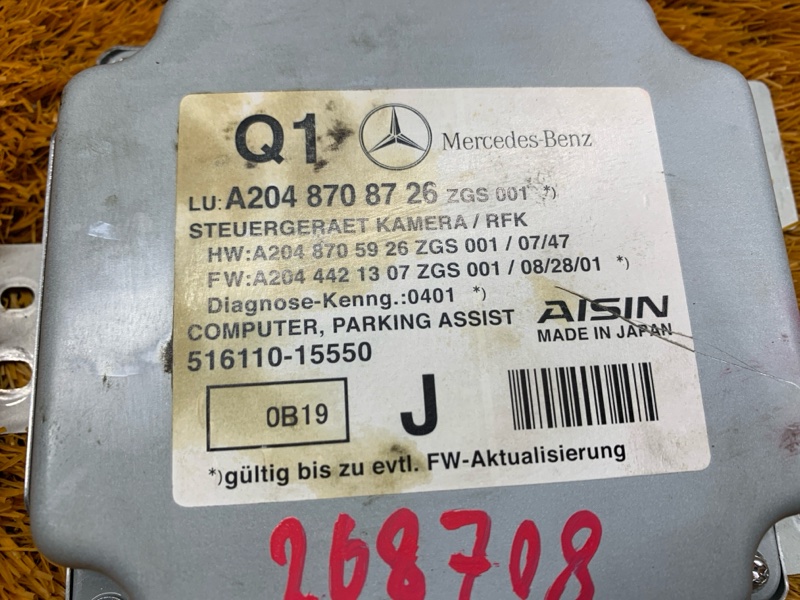 Q1 Mercedes-Benz
LU:A204 870 87 26 ZGS 001 *)
STEUERGERAET KAMERA / RFK
HW:A204 870 59 26 ZGS 001 / 07/47
FW:A204 442 13 07 ZGS 001 / 08/28/01 *)
Diagnose-Kenng.:0401 *)
AISIN
COMPUTER, PARKING ASSIST
MADE IN JAPAN
516110-15550
0B19
J
*)gültig bis zu evtl. FW-Aktualisierung
268708